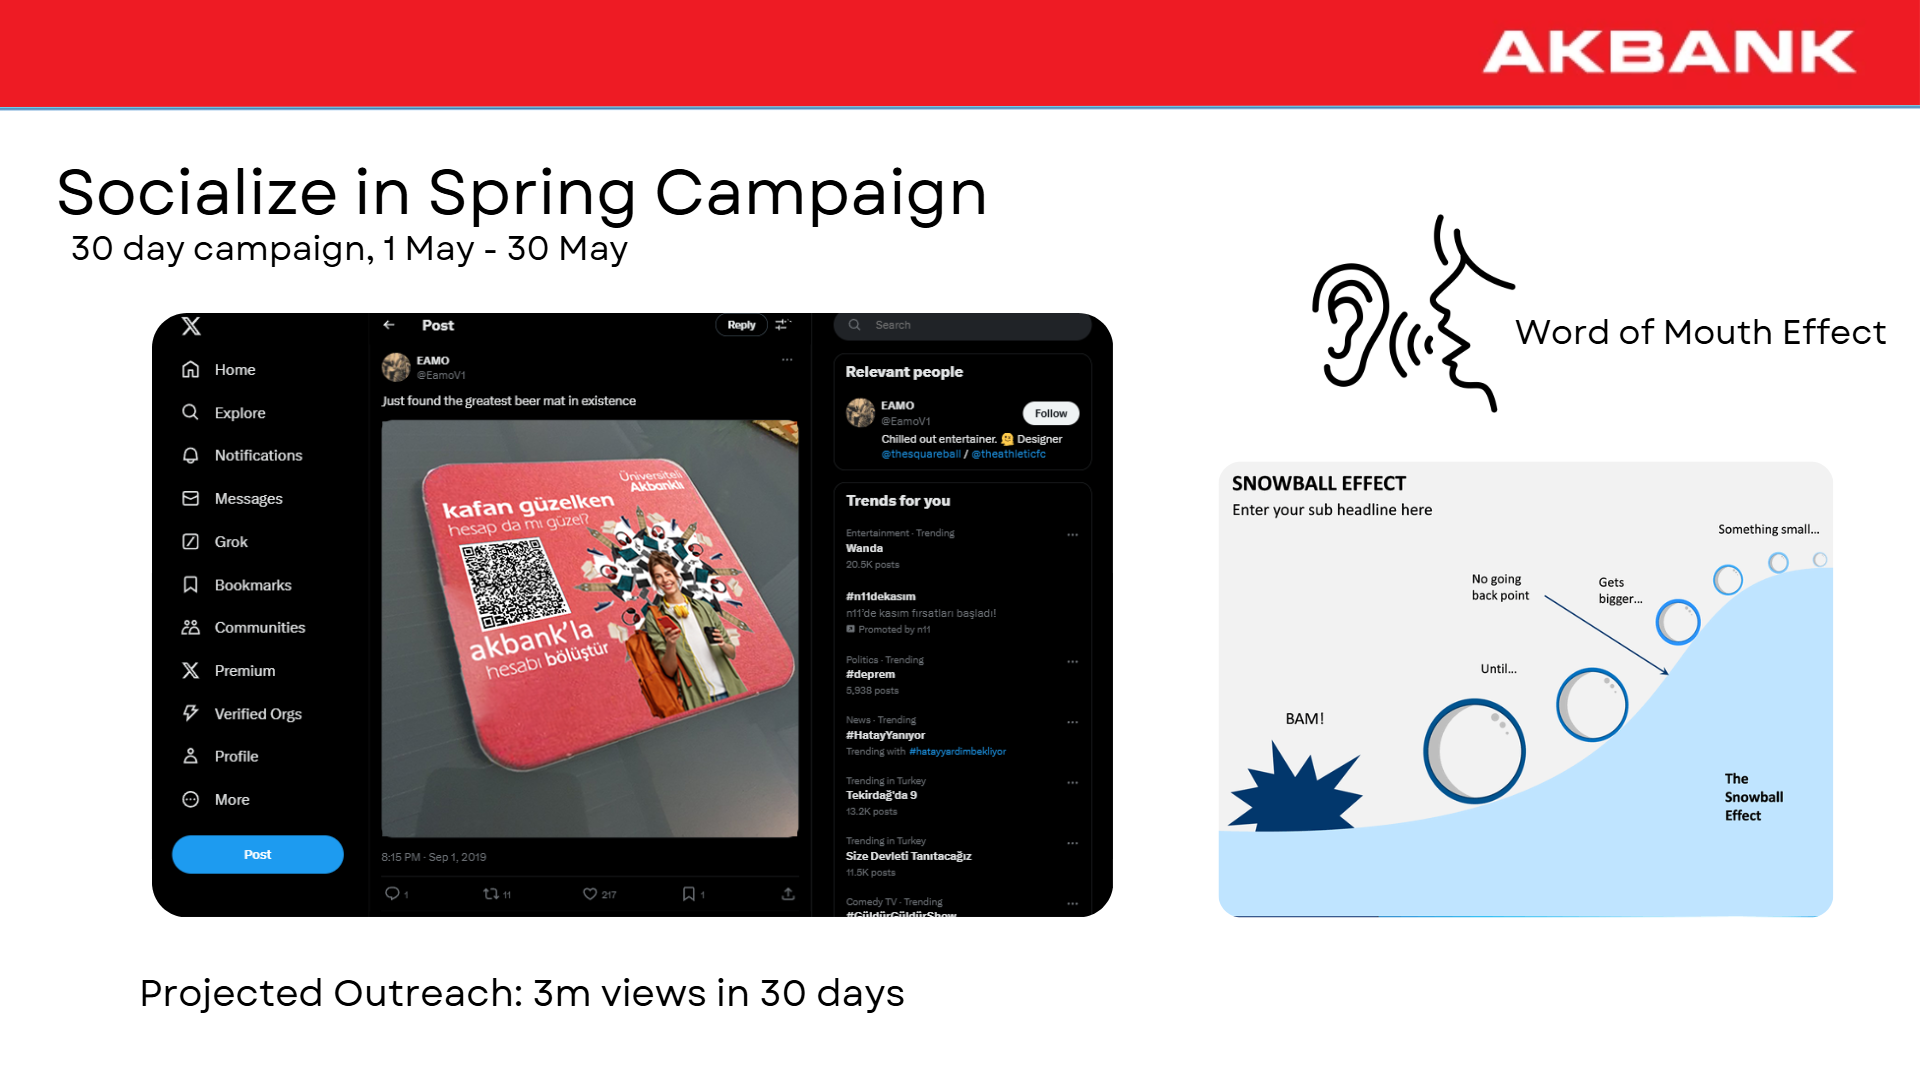 AKBANK
Socialize in Spring Campaign
30 day campaign, 1 May - 30 May
Word of Mouth Effect
Home
Explore
Notifications
Messages
Grok
Bookmarks
Communities
Premium
Verified Orgs
Profile
More
Post
Post
Reply
EAMO
@EamoV1
Just found the greatest beer mat in existence
Üniversiteli
Akbanklı
kafan güzelken
hesap da mı güzel?
akbank'la
hesabı bölüştür
8:15 PM · Sep 1, 2019
1
11
217
1
Search
Relevant people
EAMO
@EamoV1
Follow
Chilled out entertainer. 🤗 Designer
@thesquareball / @theathleticfc
Trends for you
Entertainment · Trending
Wanda
20.5K posts
#n11dekasım
n11'de kasım fırsatları başladı!
Promoted by n11
Politics · Trending
#deprem
5,938 posts
News · Trending
#HatayYanıyor
Trending with #hatayyardimbekliyor
Trending in Turkey
Tekirdağ'da 9
13.2K posts
Trending in Turkey
Size Devleti Tanıtacağız
11.5K posts
Comedy TV · Trending
#GüldürGüldürShow
SNOWBALL EFFECT
Enter your sub headline here
Something small...
Gets
bigger...
No going
back point
Until...
BAM!
The
Snowball
Effect
Projected Outreach: 3m views in 30 days